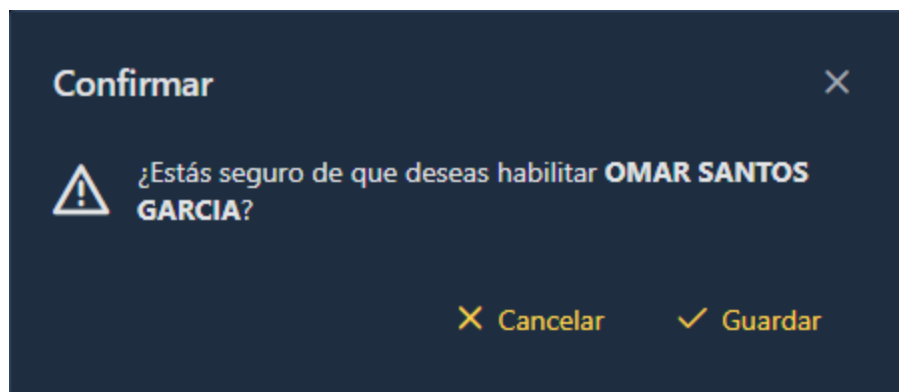 Confirmar
¿Estás seguro de que deseas habilitar OMAR SANTOS
GARCIA?
Cancelar
Guardar